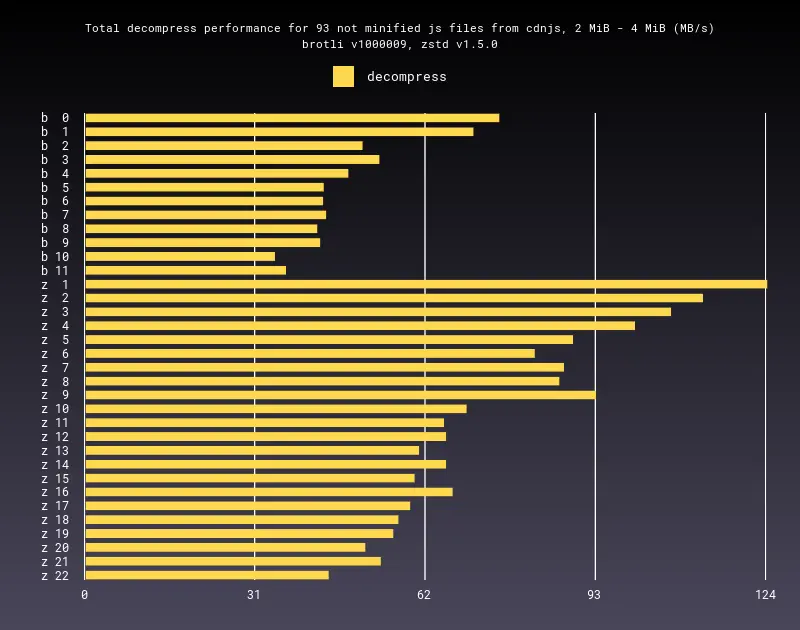 Total decompress performance for 93 not minified js files from cdnjs, 2 MiB - 4 MiB (MB/s)
brotli v1000009, zstd v1.5.0
decompress
b 0
b 1
b 2
b 3
b 4
b 5
b 6
b 7
b 8
b 9
b 10
b 11
z 1
z 2
z 3
z 4
z 5
z 6
z 7
z 8
z 9
z 10
z 11
z 12
z 13
z 14
z 15
z 16
z 17
z 18
z 19
z 20
z 21
z 22
0 31 62 93 124